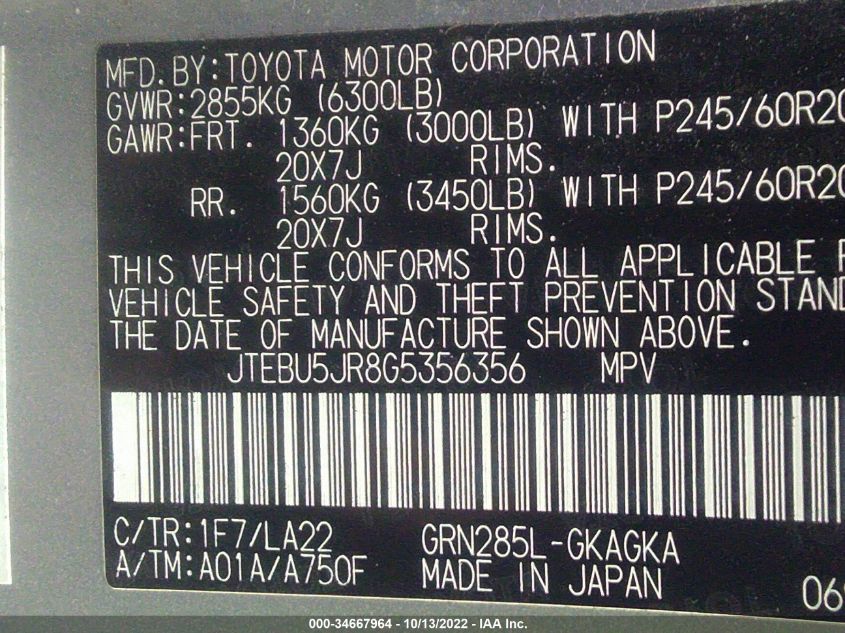 MFD. BY: TOYOTA MOTOR CORPORATION
GVWR: 2855KG (6300LB)
GAWR: FRT. 1360KG (3000LB) WITH P245/60R20
20X7J RIMS.
RR. 1560KG (3450LB) WITH P245/60R20
20X7J RIMS.
THIS VEHICLE CONFORMS TO ALL APPLICABLE
VEHICLE SAFETY AND THEFT PREVENTION STAND
THE DATE OF MANUFACTURE SHOWN ABOVE.
JTEBU5JR8G5356356 MPV
C/TR: 1F7/LA22 GRN285L-GKAGKA
A/TM: A01A/A750F MADE IN JAPAN
000-34667964 - 10/13/2022 - IAA Inc.